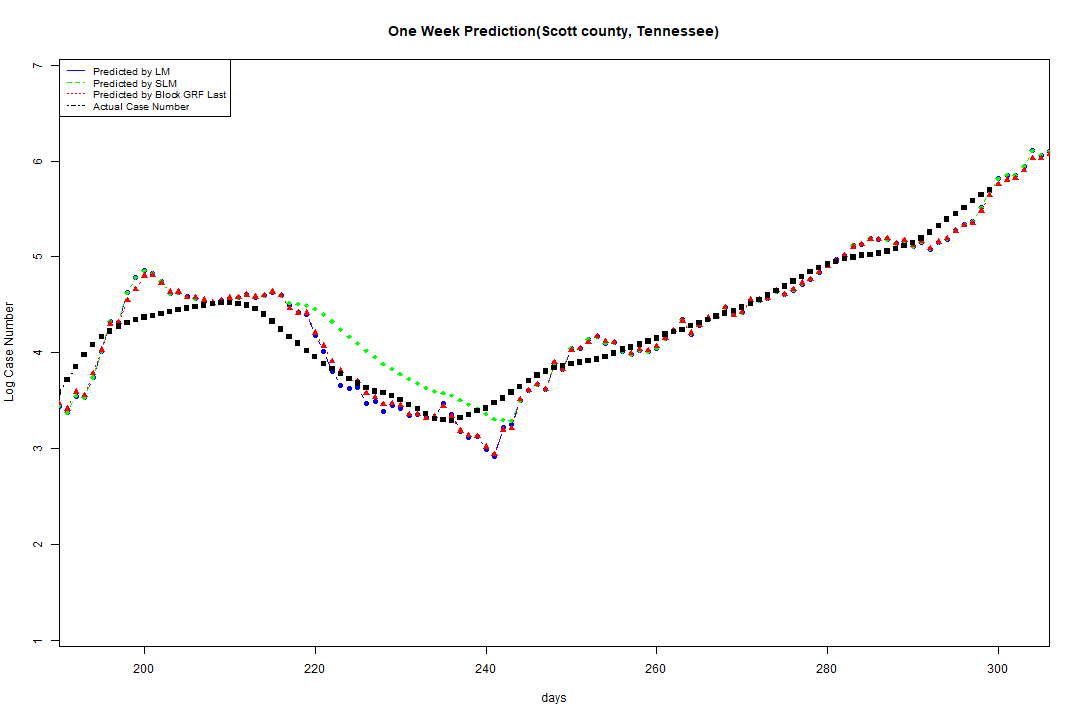 One Week Prediction(Scott county, Tennessee)
Predicted by LM
Predicted by SLM
Predicted by Block GRF Last
Actual Case Number
7
6
5
4
3
2
1
Log Case Number
200 220 240 260 280 300
days